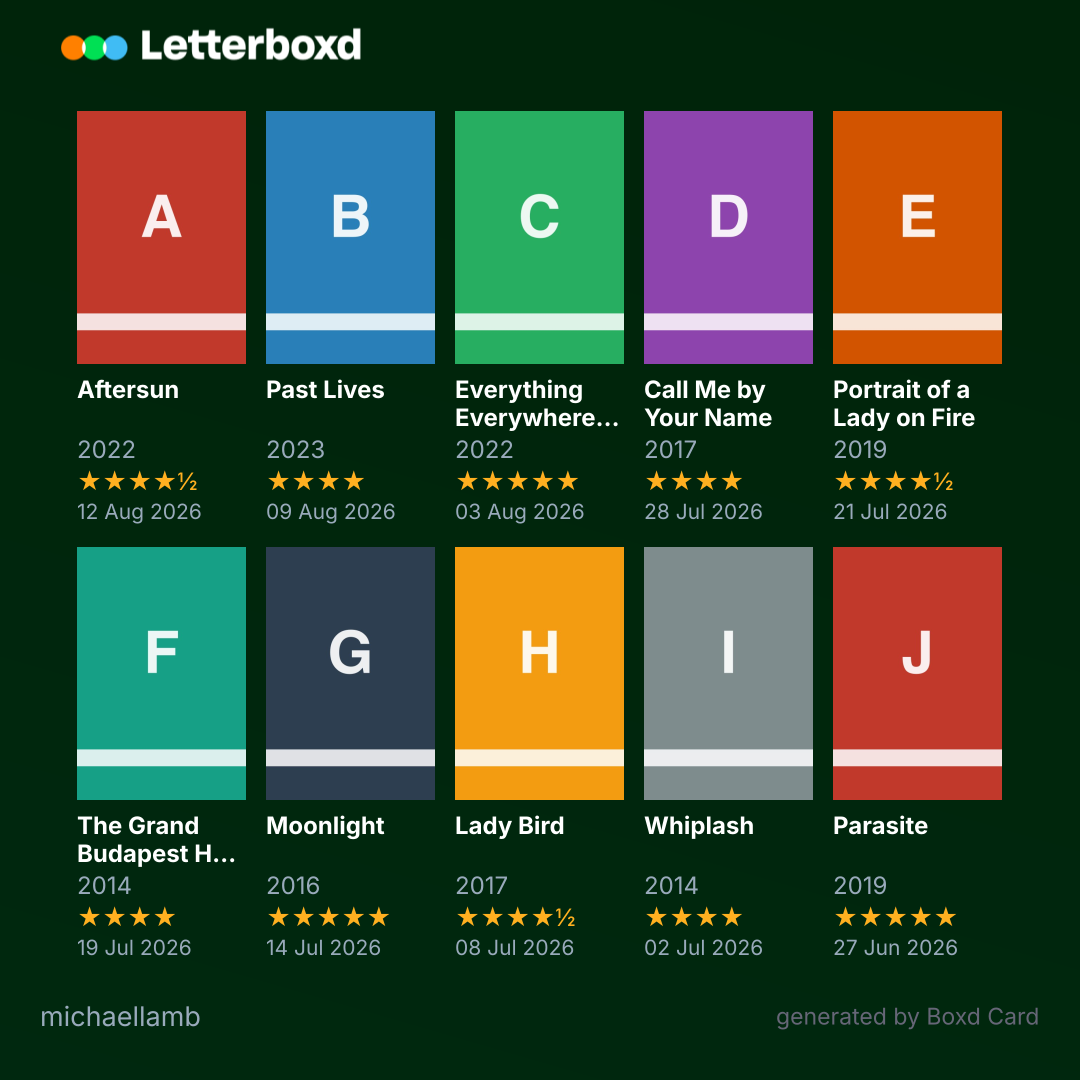 Letterboxd
A B C D E
Aftersun Past Lives Everything Call Me by Portrait of a
Everywhere... Your Name Lady on Fire
2022 2023 2022 2017 2019
★★★★½ ★★★★ ★★★★★ ★★★★ ★★★★½
12 Aug 2026 09 Aug 2026 03 Aug 2026 28 Jul 2026 21 Jul 2026
F G H I J
The Grand Moonlight Lady Bird Whiplash Parasite
Budapest H...
2014 2016 2017 2014 2019
★★★★ ★★★★★ ★★★★½ ★★★★ ★★★★★
19 Jul 2026 14 Jul 2026 08 Jul 2026 02 Jul 2026 27 Jun 2026
michaellamb generated by Boxd Card